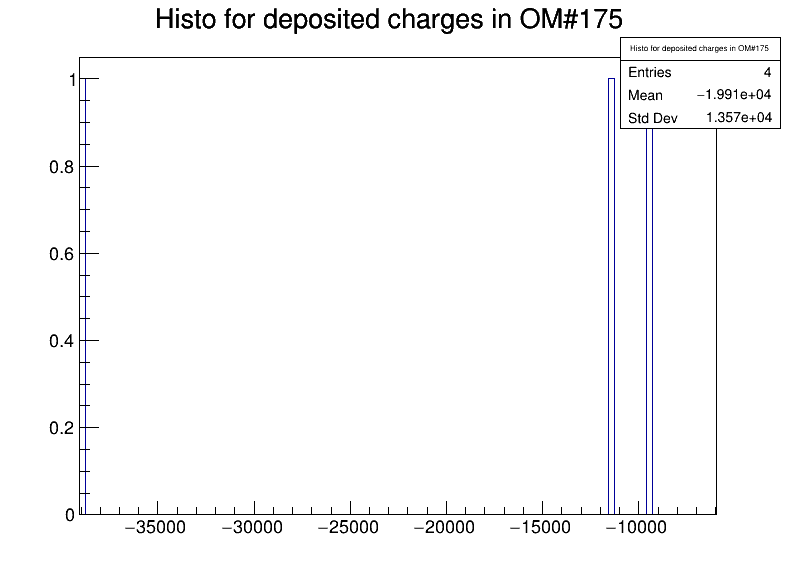 Histo for deposited charges in OM#175
Histo for deposited charges in OM#175
Entries 4
Mean −1.991e+04
Std Dev 1.357e+04
1
0.8
0.6
0.4
0.2
0
−35000 −30000 −25000 −20000 −15000 −10000